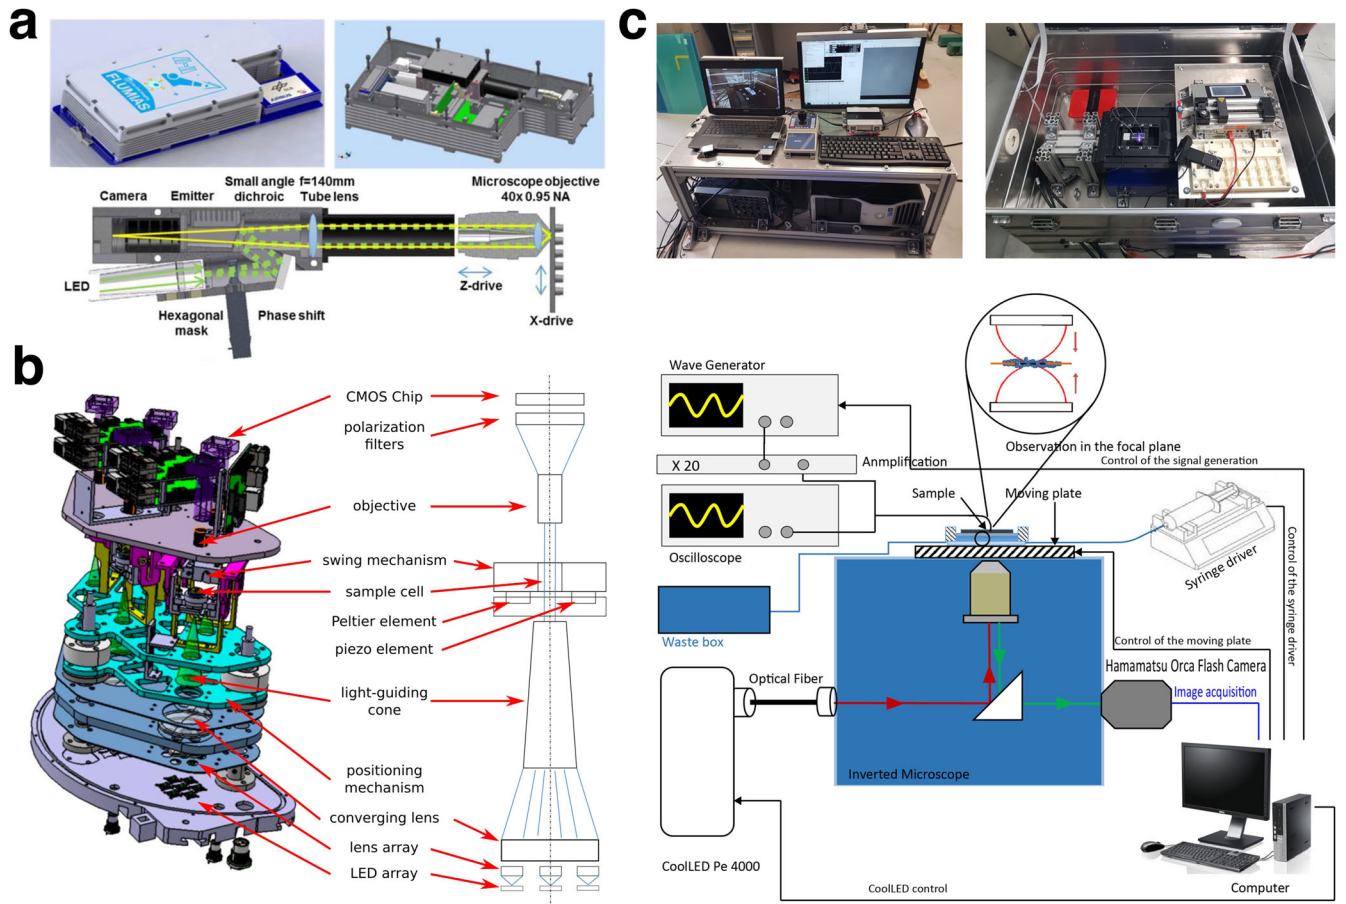 a
FLUMIAS
DLR
AIRBUS
Camera
Emitter
Small angle
dichroic
f=140mm
Tube lens
Microscope objective
40x 0.95 NA
LED
Z-drive
Hexagonal
mask
Phase shift
X-drive
b
CMOS Chip
polarization
filters
objective
swing mechanism
sample cell
Peltier element
piezo element
light-guiding
cone
positioning
mechanism
converging lens
lens array
LED array
c
Wave Generator
X 20
Anmplification
Oscilloscope
Observation in the focal plane
Control of the signal generation
Sample
Moving plate
Syringe driver
Control of the syringe driver
Waste box
Control of the moving plate
Optical Fiber
Hamamatsu Orca Flash Camera
Image acquisition
Inverted Microscope
CoolLED Pe 4000
CoolLED control
Computer